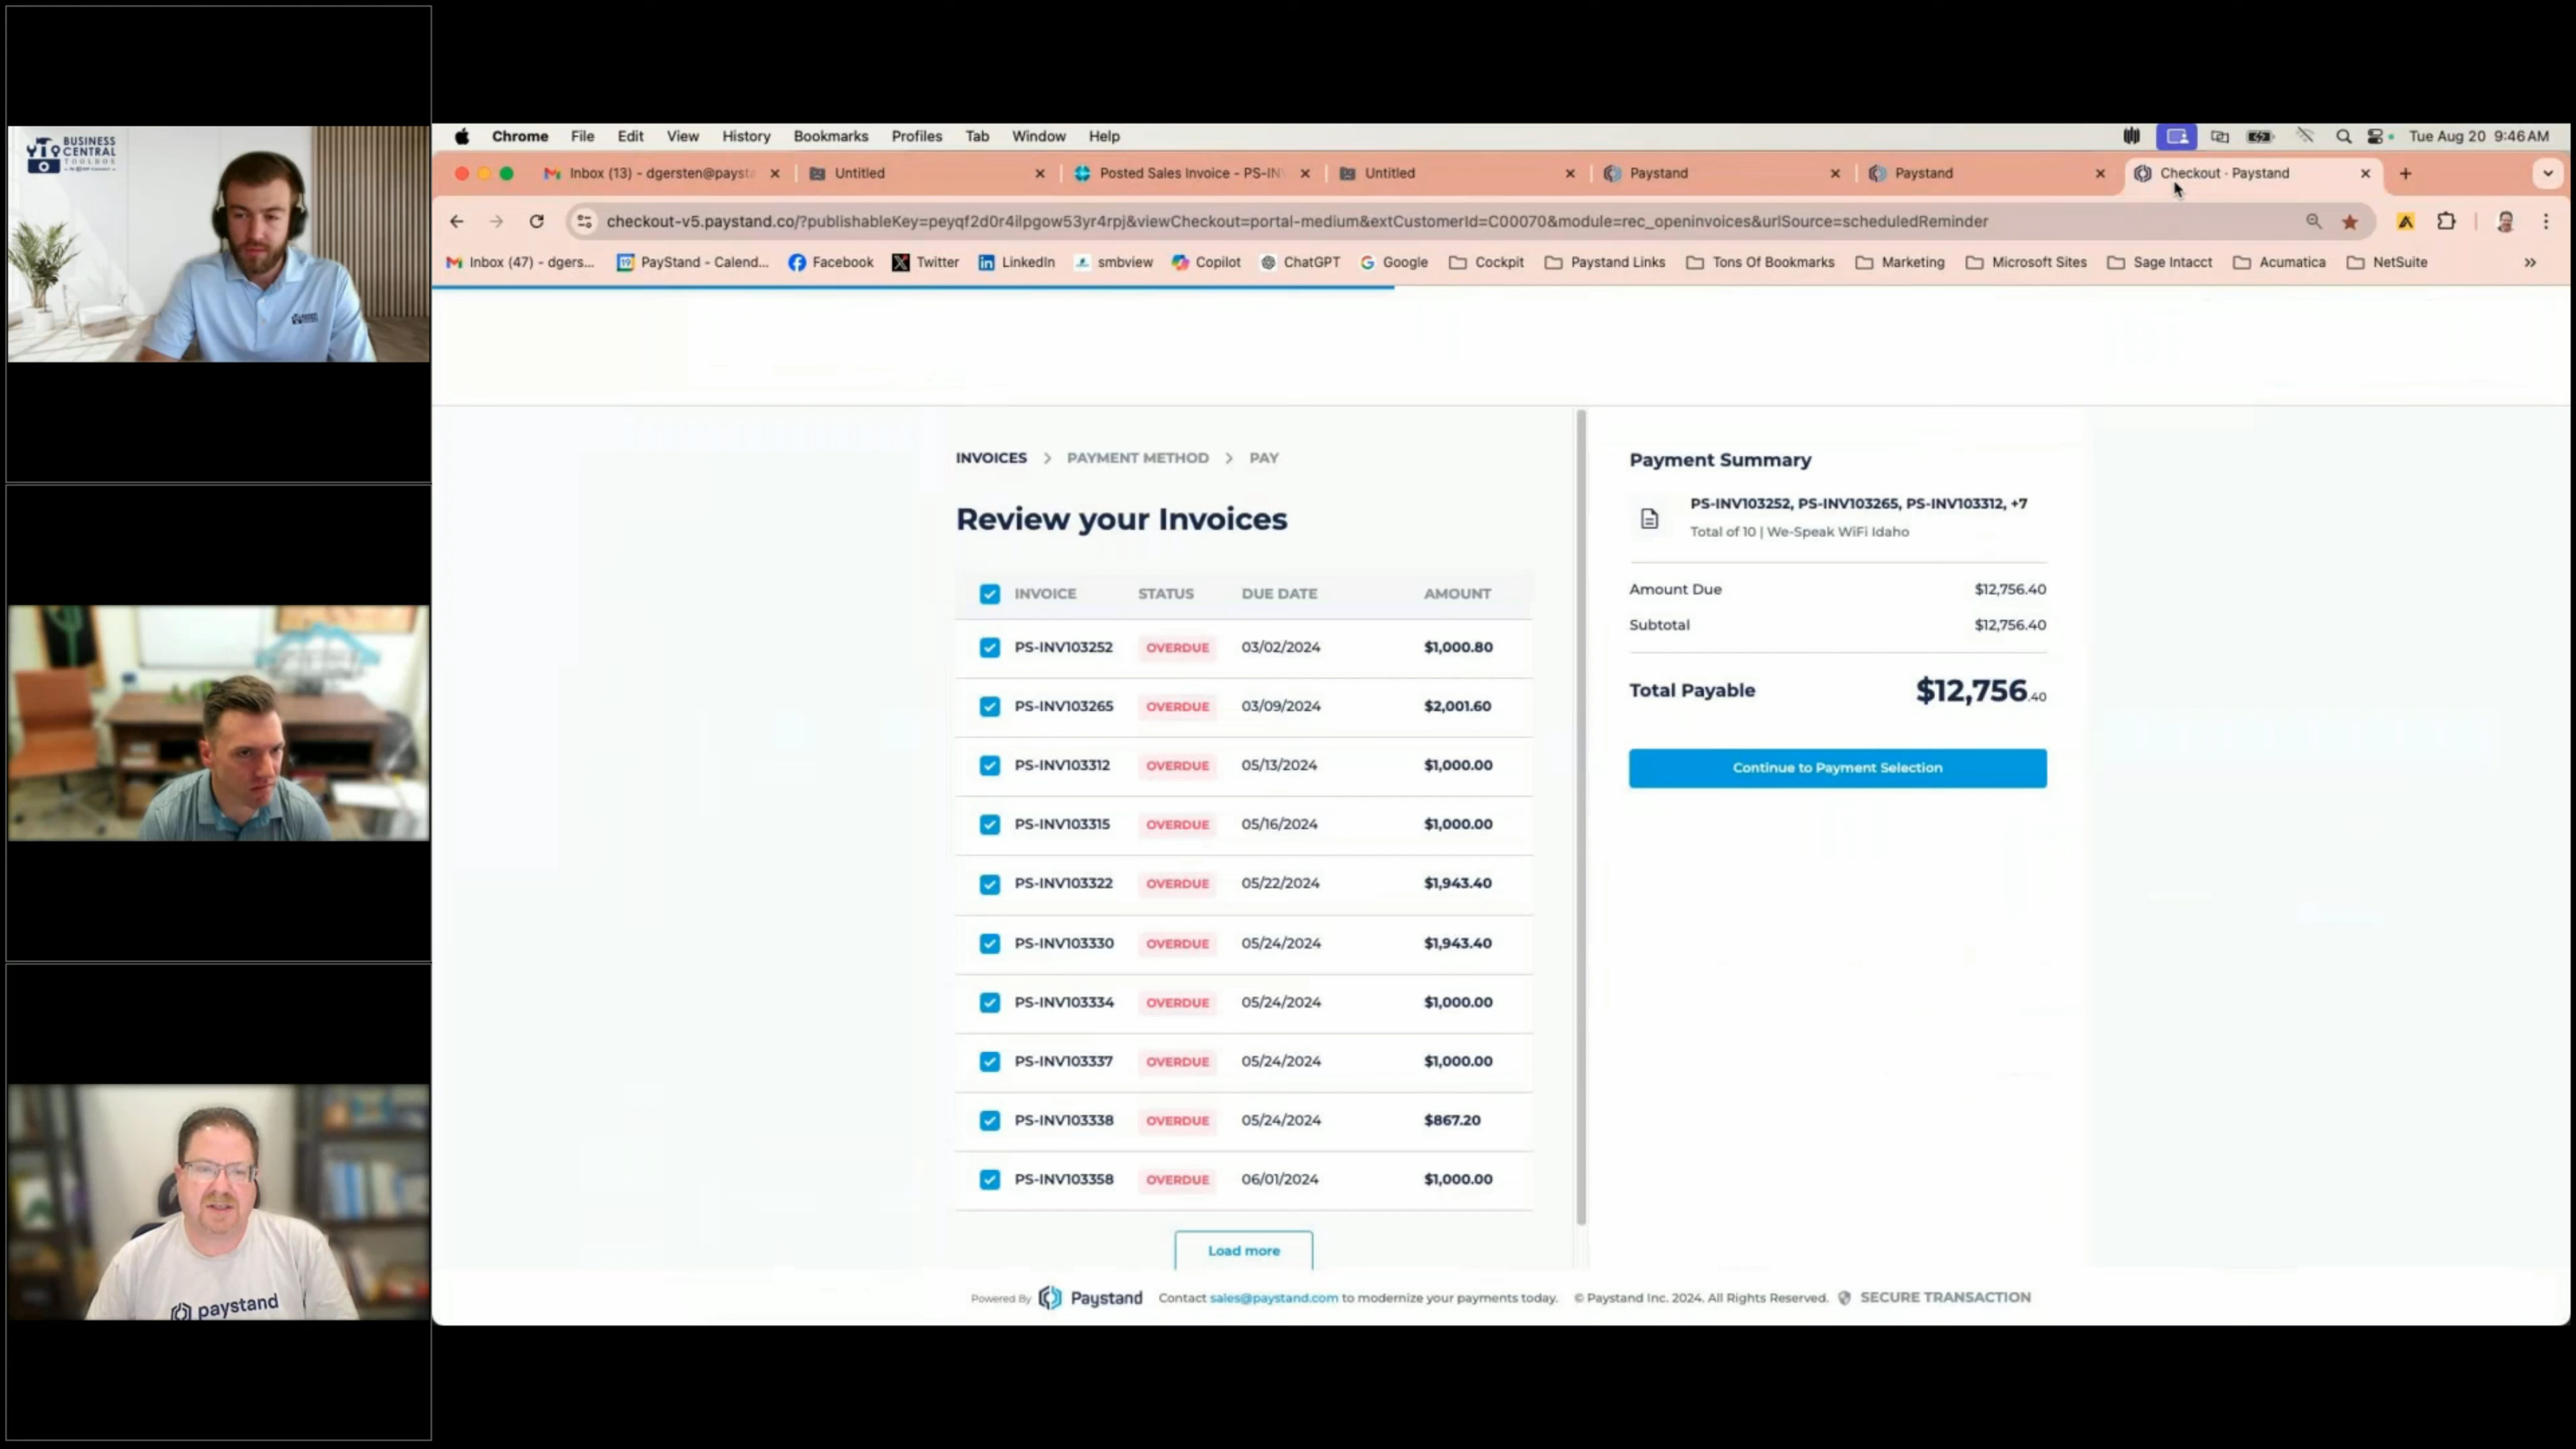 BUSINESS
CENTRAL
TOOLBOX
paystand
Chrome File Edit View History Bookmarks Profiles Tab Window Help
Tue Aug 20 9:46 AM
Inbox (13) - dgersten@paysta
Untitled
Posted Sales Invoice - PS-IN
Untitled
Paystand
Paystand
Checkout · Paystand
checkout-v5.paystand.co/?publishableKey=peyqf2d0r4ilpgow53yr4rpj&viewCheckout=portal-medium&extCustomerId=C00070&module=rec_openinvoices&urlSource=scheduledReminder
Inbox (47) - dgers... PayStand - Calend... Facebook Twitter LinkedIn smbview Copilot ChatGPT Google Cockpit Paystand Links Tons Of Bookmarks Marketing Microsoft Sites Sage Intacct Acumatica NetSuite »
INVOICES > PAYMENT METHOD > PAY
Review your Invoices
INVOICE STATUS DUE DATE AMOUNT
PS-INV103252 OVERDUE 03/02/2024 $1,000.80
PS-INV103265 OVERDUE 03/09/2024 $2,001.60
PS-INV103312 OVERDUE 05/13/2024 $1,000.00
PS-INV103315 OVERDUE 05/16/2024 $1,000.00
PS-INV103322 OVERDUE 05/22/2024 $1,943.40
PS-INV103330 OVERDUE 05/24/2024 $1,943.40
PS-INV103334 OVERDUE 05/24/2024 $1,000.00
PS-INV103337 OVERDUE 05/24/2024 $1,000.00
PS-INV103338 OVERDUE 05/24/2024 $867.20
PS-INV103358 OVERDUE 06/01/2024 $1,000.00
Load more
Payment Summary
PS-INV103252, PS-INV103265, PS-INV103312, +7
Total of 10 | We-Speak WiFi Idaho
Amount Due $12,756.40
Subtotal $12,756.40
Total Payable $12,756.40
Continue to Payment Selection
Powered By Paystand Contact sales@paystand.com to modernize your payments today. © Paystand Inc. 2024. All Rights Reserved. SECURE TRANSACTION